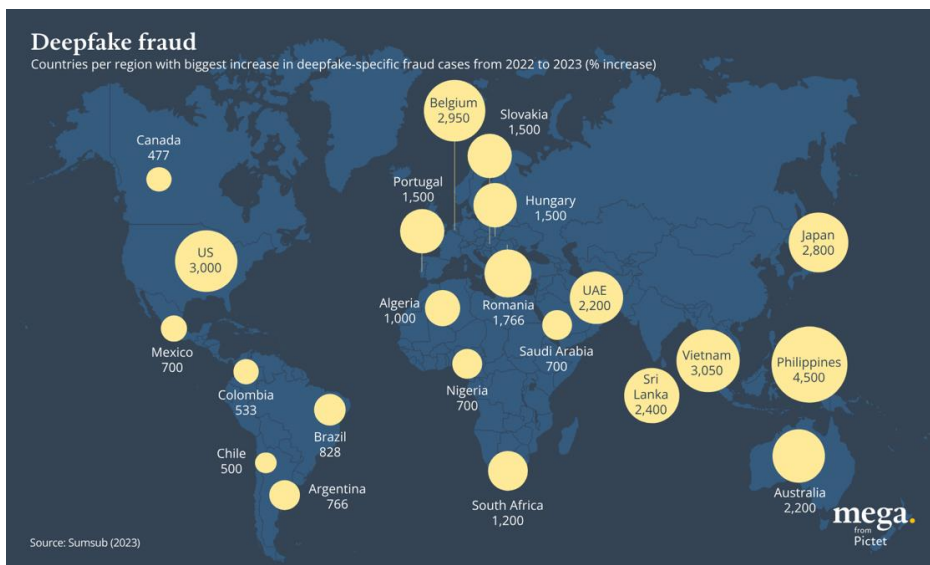 Deepfake fraud
Countries per region with biggest increase in deepfake-specific fraud cases from 2022 to 2023 (% increase)
Belgium
2,950
Slovakia
1,500
Canada
477
Portugal
1,500
Hungary
1,500
US
3,000
Japan
2,800
Algeria
1,000
Romania
1,766
UAE
2,200
Saudi Arabia
700
Mexico
700
Vietnam
3,050
Philippines
4,500
Nigeria
700
Sri
Lanka
2,400
Colombia
533
Brazil
828
Chile
500
Argentina
766
South Africa
1,200
Australia
2,200
mega.
from
Pictet
Source: Sumsub (2023)